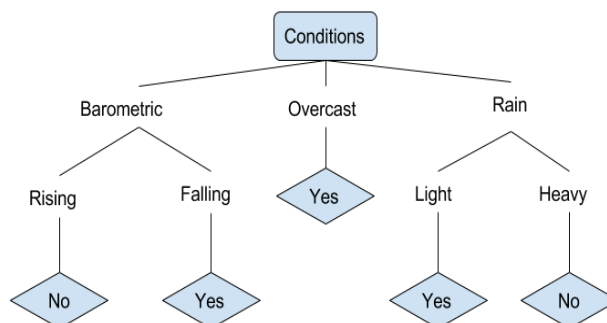 Conditions
Barometric
Overcast
Rain
Rising
Falling
Yes
Light
Heavy
No
Yes
Yes
No